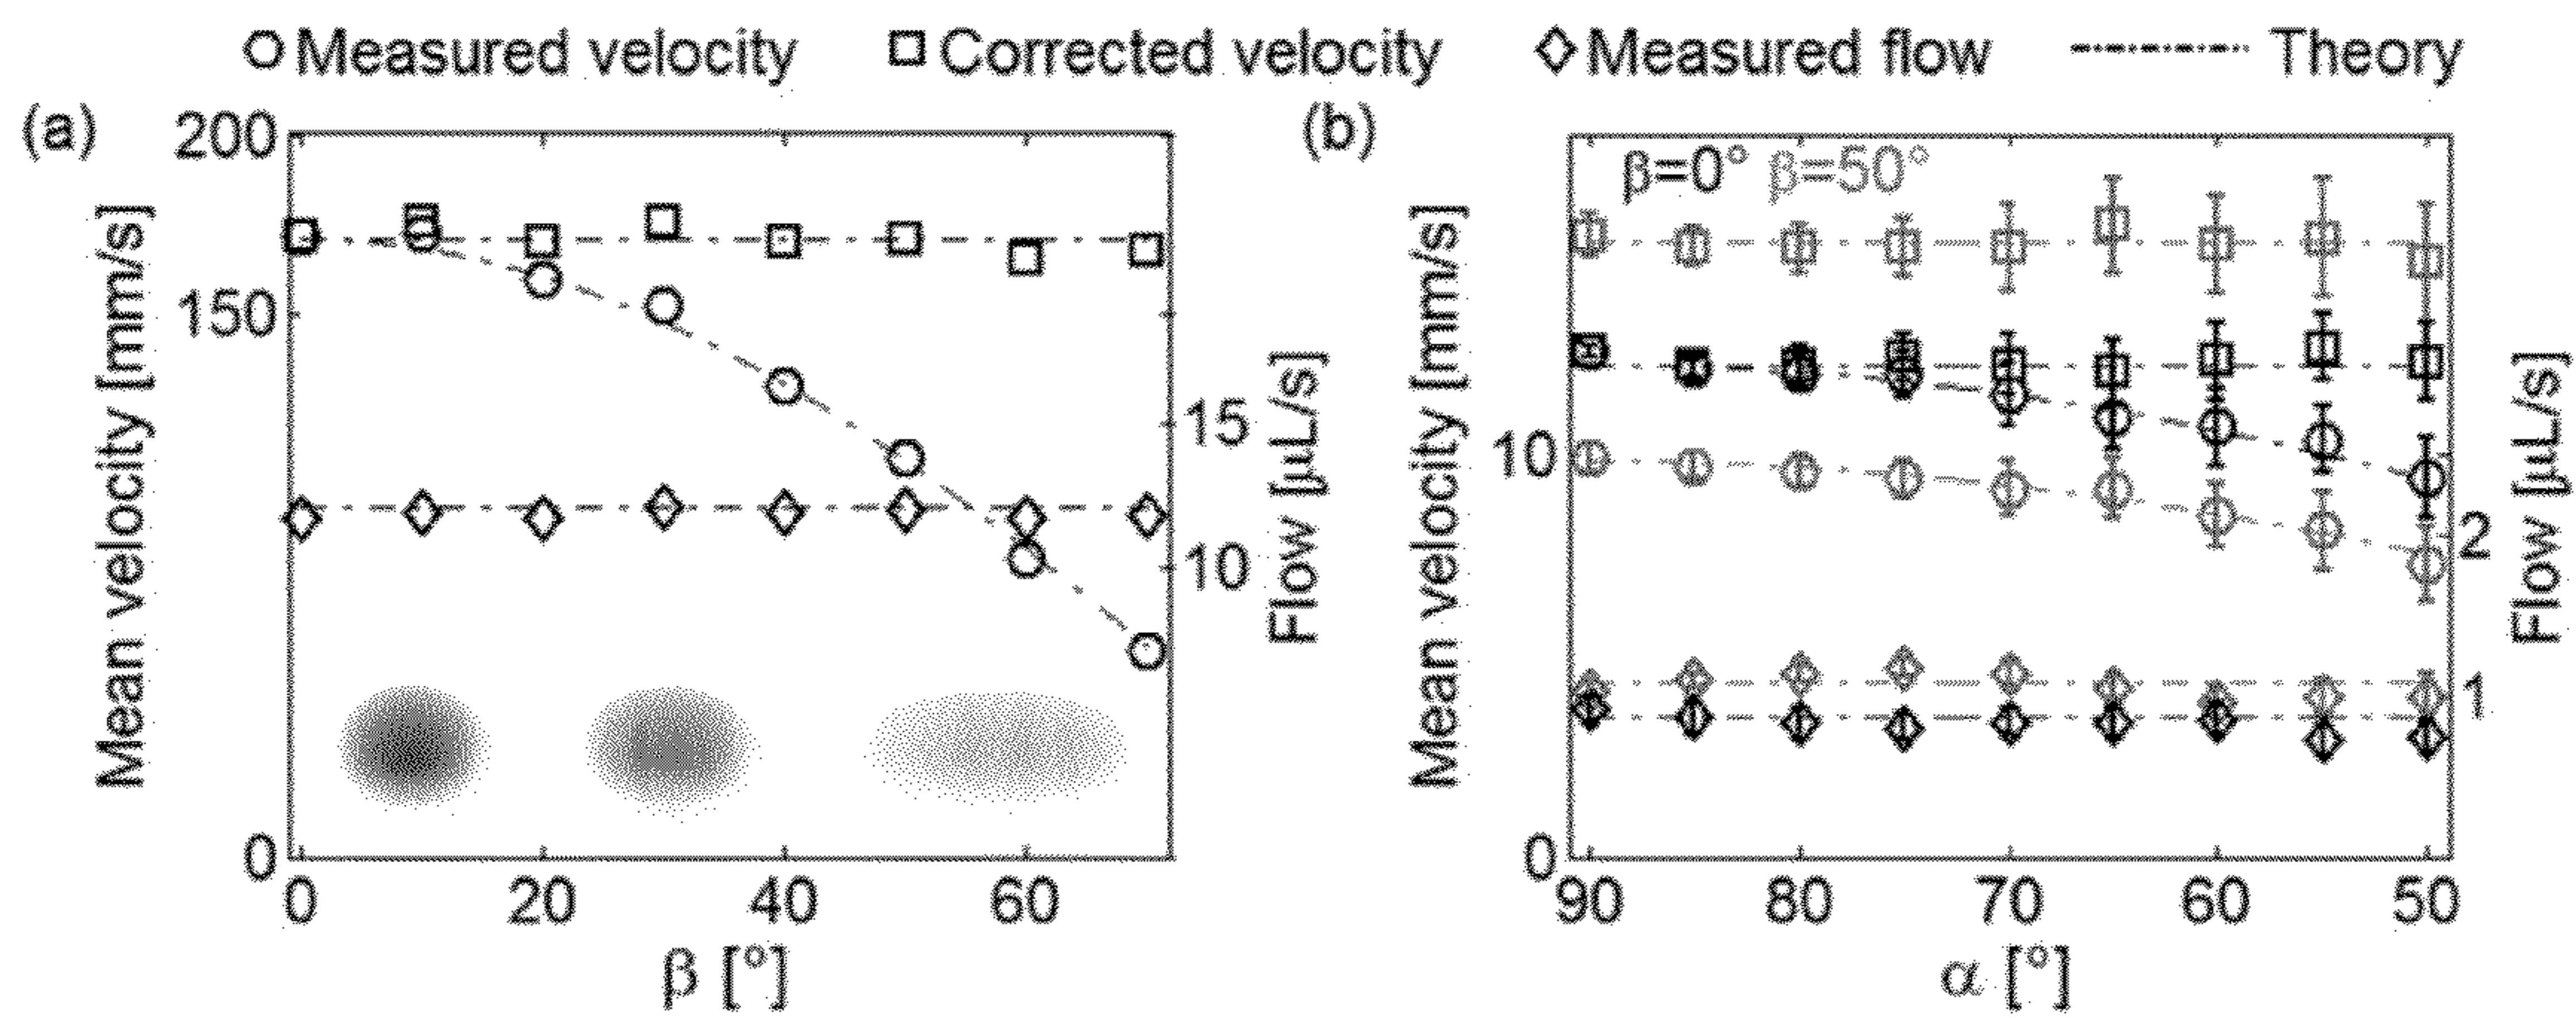 Measured velocity Corrected velocity Measured flow Theory
(a)
200
150
0
Mean velocity [mm/s]
0 20 40 60
β [°]
15
10
Flow [µL/s]
(b)
β=0° β=50°
10
0
Mean velocity [mm/s]
90 80 70 60 50
α [°]
2
1
Flow [µL/s]